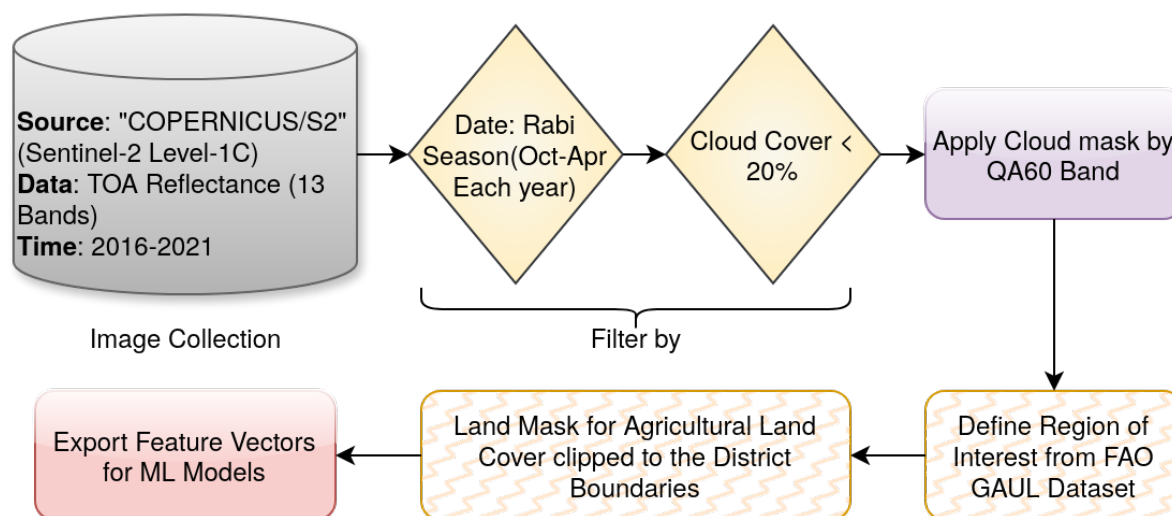 Source: "COPERNICUS/S2"
(Sentinel-2 Level-1C)
Data: TOA Reflectance (13
Bands)
Time: 2016-2021
Image Collection
Date: Rabi
Season(Oct-Apr
Each year)
Cloud Cover <
20%
Filter by
Apply Cloud mask by
QA60 Band
Define Region of
Interest from FAO
GAUL Dataset
Land Mask for Agricultural Land
Cover clipped to the District
Boundaries
Export Feature Vectors
for ML Models